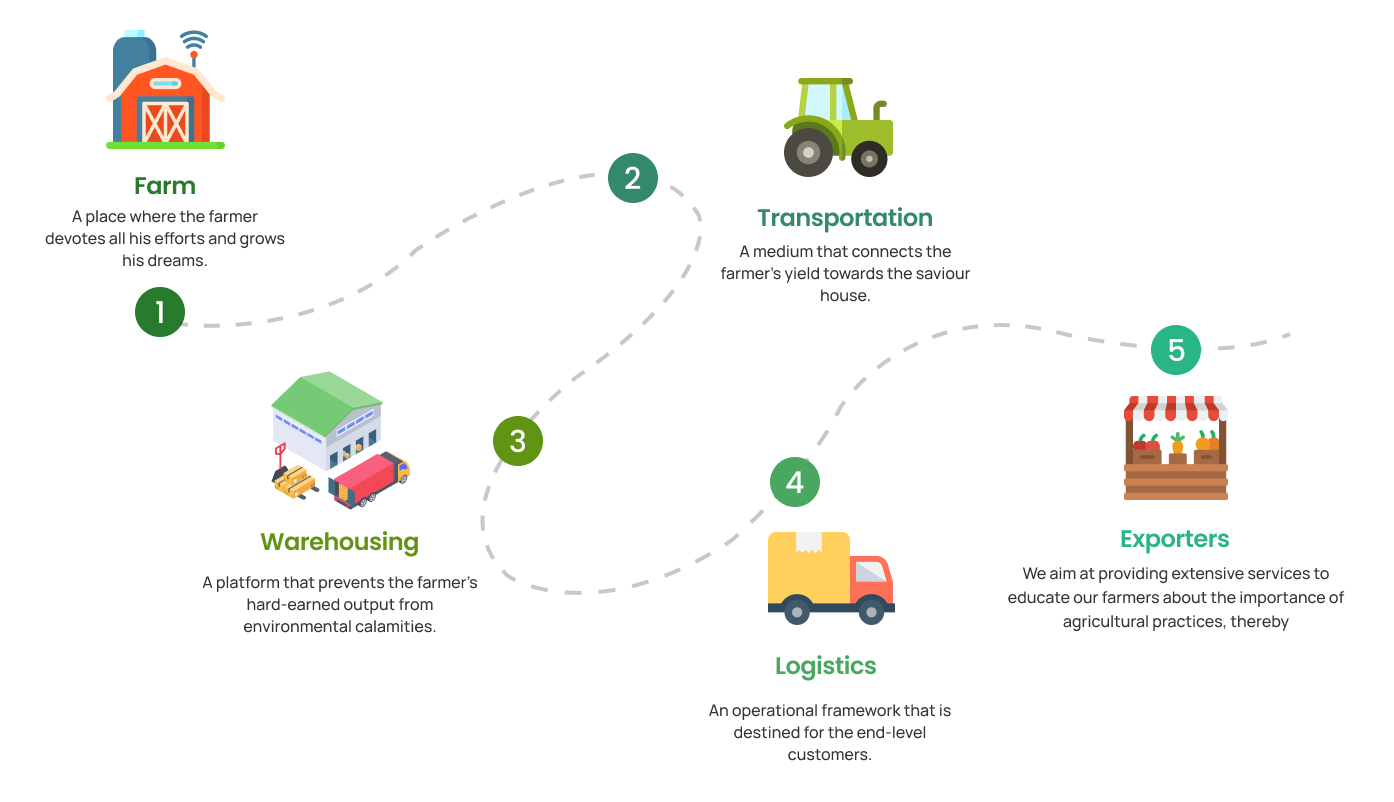 Farm
A place where the farmer
devotes all his efforts and grows
his dreams.
1
2
Transportation
A medium that connects the
farmer's yield towards the saviour
house.
3
Warehousing
A platform that prevents the farmer's
hard-earned output from
environmental calamities.
4
Logistics
An operational framework that is
destined for the end-level
customers.
5
Exporters
We aim at providing extensive services to
educate our farmers about the importance of
agricultural practices, thereby